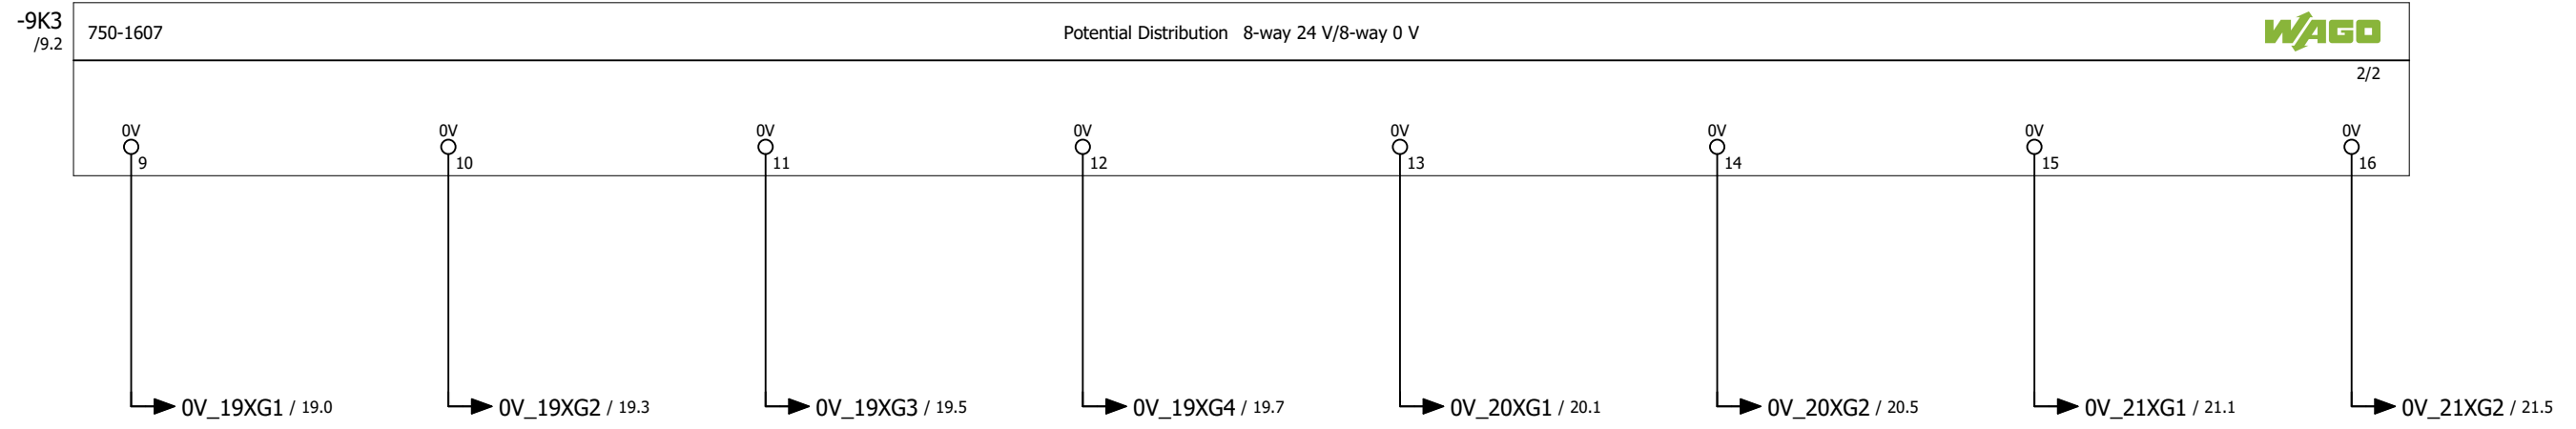 -9K3
/9.2
750-1607
Potential Distribution 8-way 24 V/8-way 0 V
WAGO
2/2
0V 0V 0V 0V 0V 0V 0V 0V
9 10 11 12 13 14 15 16
0V_19XG1 / 19.0 0V_19XG2 / 19.3 0V_19XG3 / 19.5 0V_19XG4 / 19.7 0V_20XG1 / 20.1 0V_20XG2 / 20.5 0V_21XG1 / 21.1 0V_21XG2 / 21.5